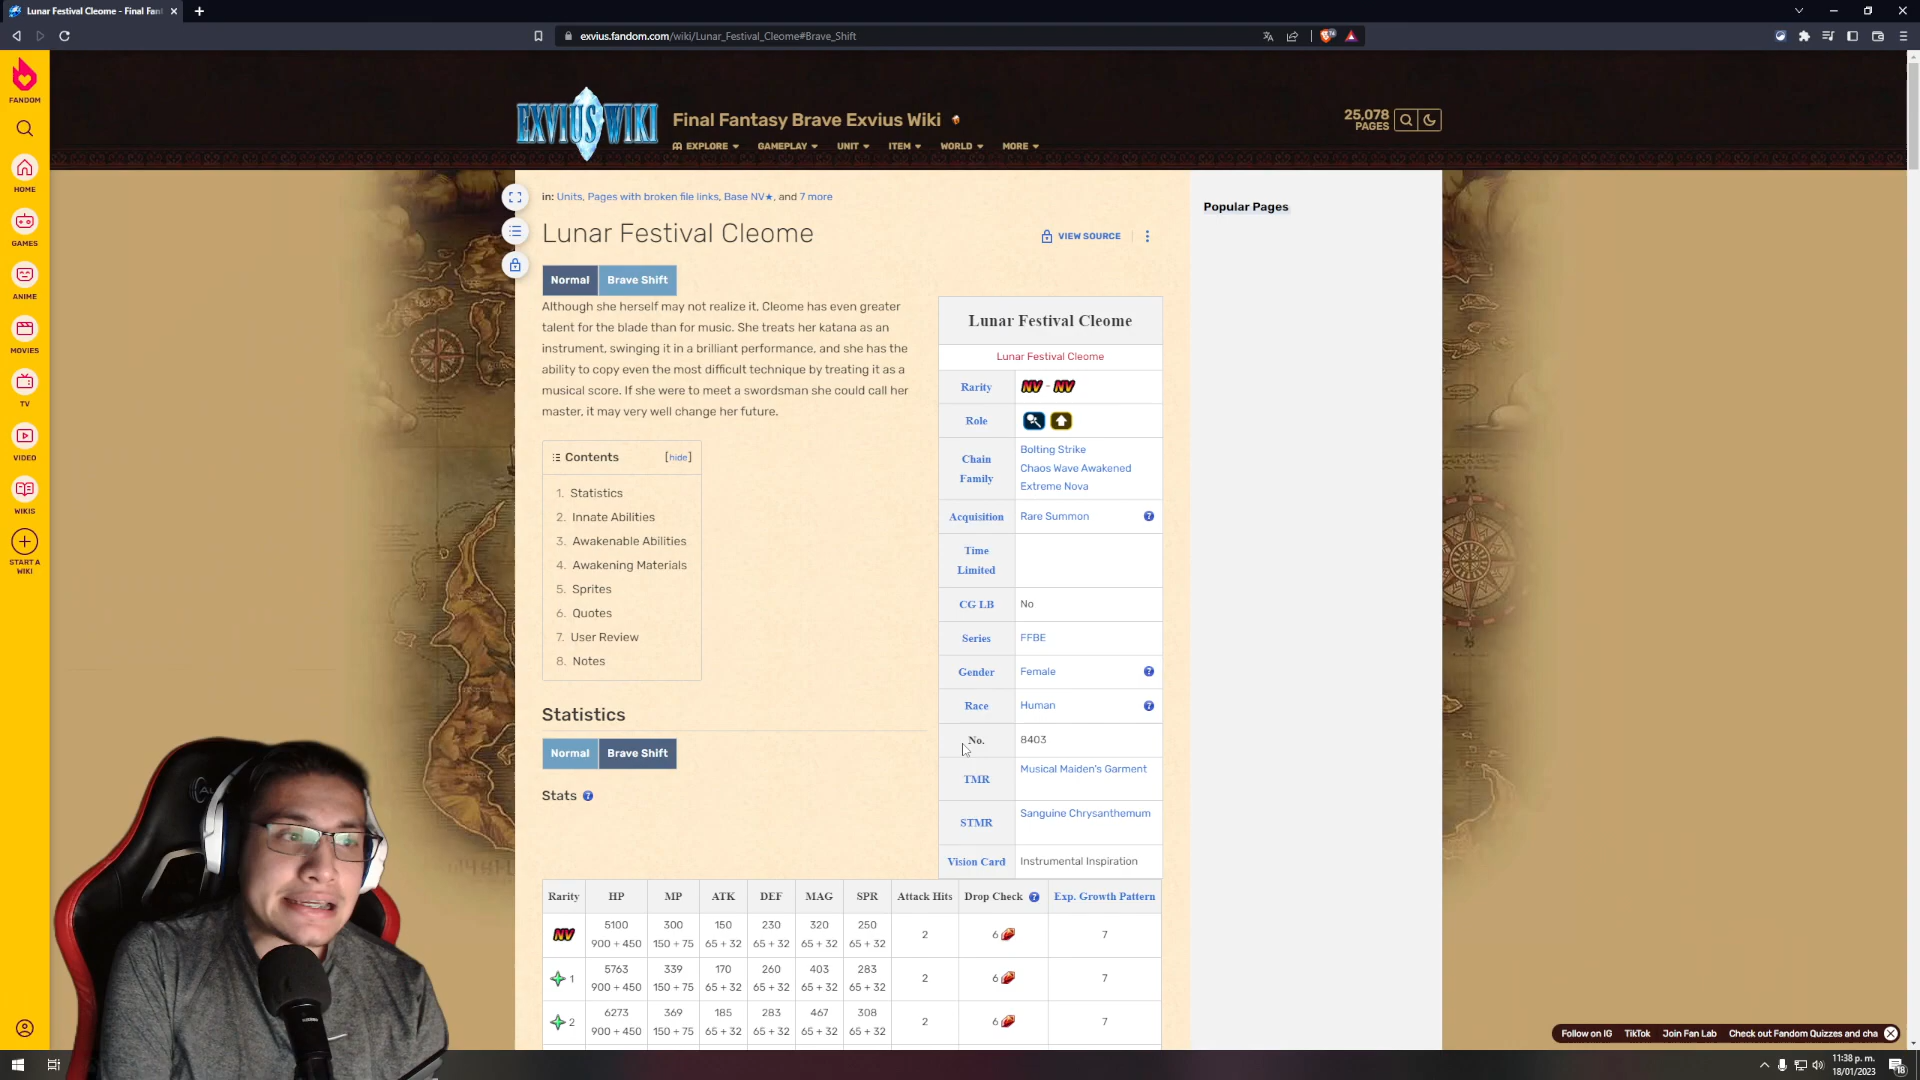 Lunar Festival Cleome - Final Fant
exvius.fandom.com/wiki/Lunar_Festival_Cleome#Brave_Shift
FANDOM
HOME
GAMES
ANIME
MOVIES
TV
VIDEO
WIKIS
START A
WIKI
EXVIUS WIKI
Final Fantasy Brave Exvius Wiki
25,078
PAGES
EXPLORE
GAMEPLAY
UNIT
ITEM
WORLD
MORE
in: Units, Pages with broken file links, Base NV★, and 7 more
Lunar Festival Cleome
VIEW SOURCE
Popular Pages
Normal
Brave Shift
Although she herself may not realize it, Cleome has even greater
talent for the blade than for music. She treats her katana as an
instrument, swinging it in a brilliant performance, and she has the
ability to copy even the most difficult technique by treating it as a
musical score. If she were to meet a swordsman she could call her
master, it may very well change her future.
Contents [hide]
1. Statistics
2. Innate Abilities
3. Awakenable Abilities
4. Awakening Materials
5. Sprites
6. Quotes
7. User Review
8. Notes
Lunar Festival Cleome
Lunar Festival Cleome
Rarity NV - NV
Role
Chain
Family
Bolting Strike
Chaos Wave Awakened
Extreme Nova
Acquisition Rare Summon ?
Time
Limited
CG LB No
Series FFBE
Gender Female ?
Race Human ?
No. 8403
TMR Musical Maiden's Garment
STMR Sanguine Chrysanthemum
Vision Card Instrumental Inspiration
Statistics
Normal
Brave Shift
Stats ?
Rarity HP MP ATK DEF MAG SPR Attack Hits Drop Check ? Exp. Growth Pattern
NV 5100 300 150 230 320 250 2 6 7
900 + 450 150 + 75 65 + 32 65 + 32 65 + 32 65 + 32
1 5763 339 170 260 403 283 2 6 7
900 + 450 150 + 75 65 + 32 65 + 32 65 + 32 65 + 32
2 6273 369 185 283 467 308 2 6 7
900 + 450 150 + 75 65 + 32 65 + 32 65 + 32 65 + 32
Follow on IG TikTok Join Fan Lab Check out Fandom Quizzes and cha
11:38 p. m.
18/01/2023
18